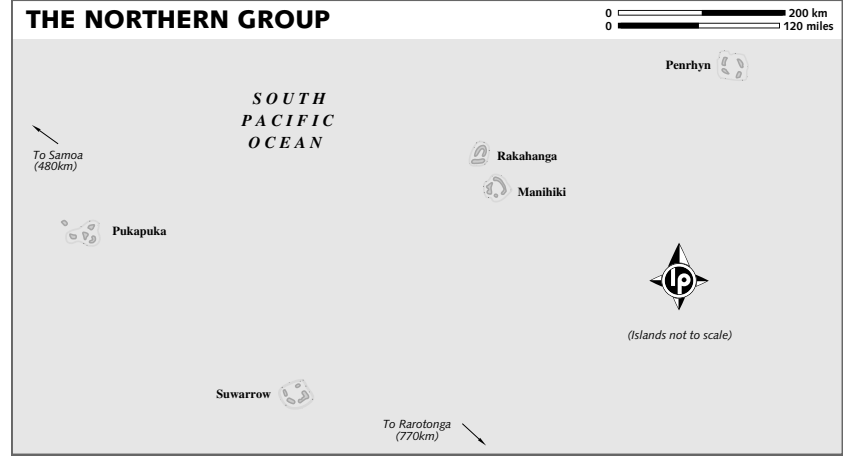 THE NORTHERN GROUP
0 200 km
0 120 miles
Penrhyn
SOUTH
PACIFIC
OCEAN
To Samoa
(480km)
Rakahanga
Manihiki
Pukapuka
lp
(Islands not to scale)
Suwarrow
To Rarotonga
(770km)